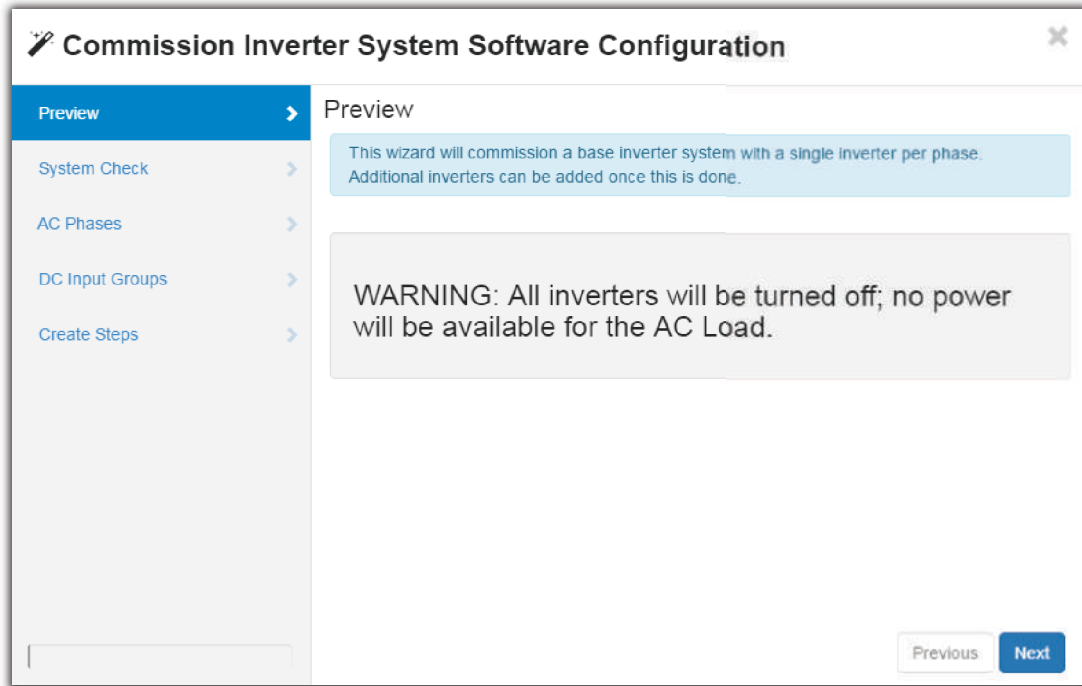 Commission Inverter System Software Configuration
Preview
System Check
AC Phases
DC Input Groups
Create Steps
Preview
This wizard will commission a base inverter system with a single inverter per phase.
Additional inverters can be added once this is done.
WARNING: All inverters will be turned off; no power
will be available for the AC Load.
Previous
Next